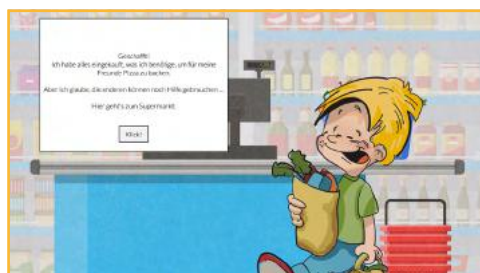 Geschafft!
Ich habe alles eingekauft, was ich benötige, um für meine
Freunde Pizza zu backen.
Aber ich glaube, die anderen können noch Hilfe gebrauchen ...
Hier geht's zum Supermarkt:
Klick!